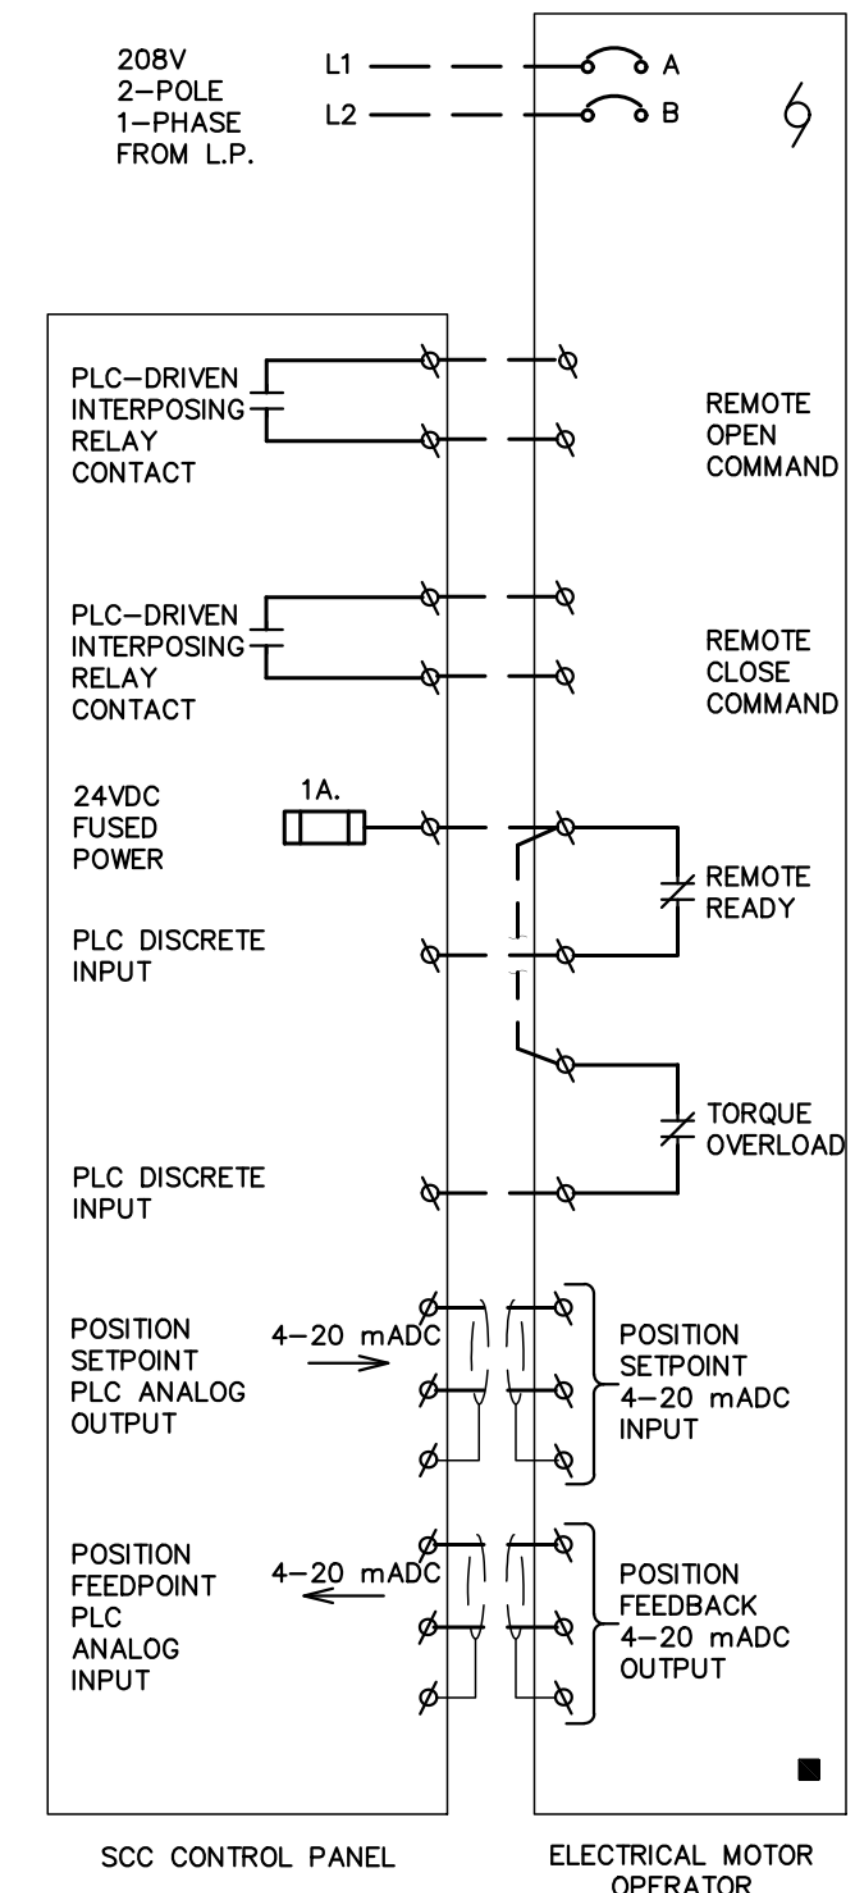 208V
2-POLE
1-PHASE
FROM L.P.
L1
A
L2
B
PLC-DRIVEN
INTERPOSING
RELAY
CONTACT
REMOTE
OPEN
COMMAND
PLC-DRIVEN
INTERPOSING
RELAY
CONTACT
REMOTE
CLOSE
COMMAND
24VDC
FUSED
POWER
1A.
REMOTE
READY
PLC DISCRETE
INPUT
TORQUE
OVERLOAD
PLC DISCRETE
INPUT
POSITION
SETPOINT
PLC ANALOG
OUTPUT
4-20 mADC
POSITION
SETPOINT
4-20 mADC
INPUT
POSITION
FEEDPOINT
PLC
ANALOG
INPUT
4-20 mADC
POSITION
FEEDBACK
4-20 mADC
OUTPUT
SCC CONTROL PANEL
ELECTRICAL MOTOR
OPERATOR